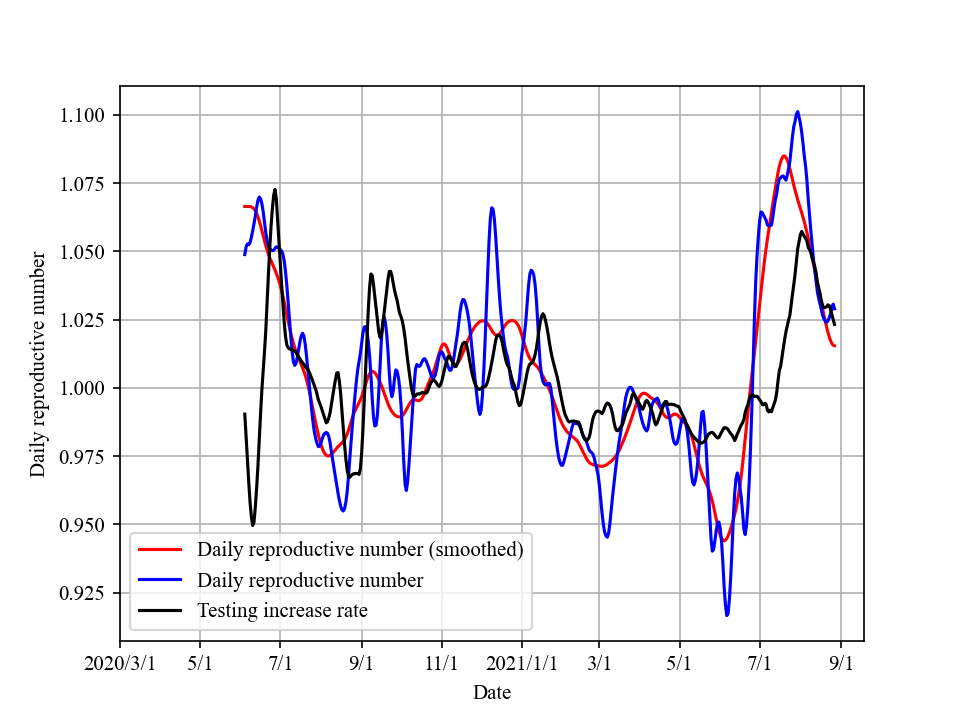 1.100
1.075
1.050
1.025
1.000
0.975
0.950
0.925
Daily reproductive number
Daily reproductive number (smoothed)
Daily reproductive number
Testing increase rate
2020/3/1 5/1 7/1 9/1 11/1 2021/1/1 3/1 5/1 7/1 9/1
Date